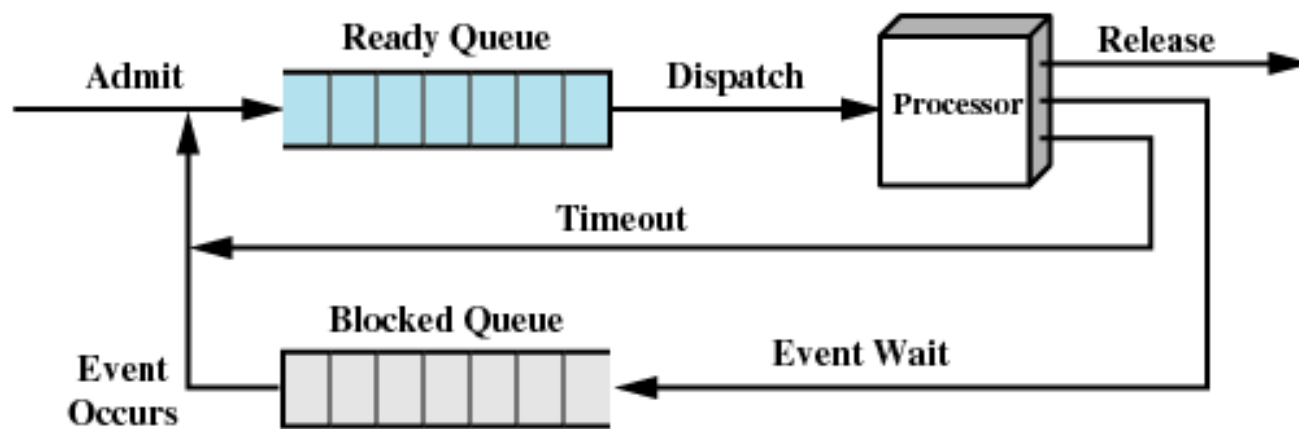 Ready Queue
Release
Admit
Dispatch
Processor
Timeout
Blocked Queue
Event Wait
Event
Occurs